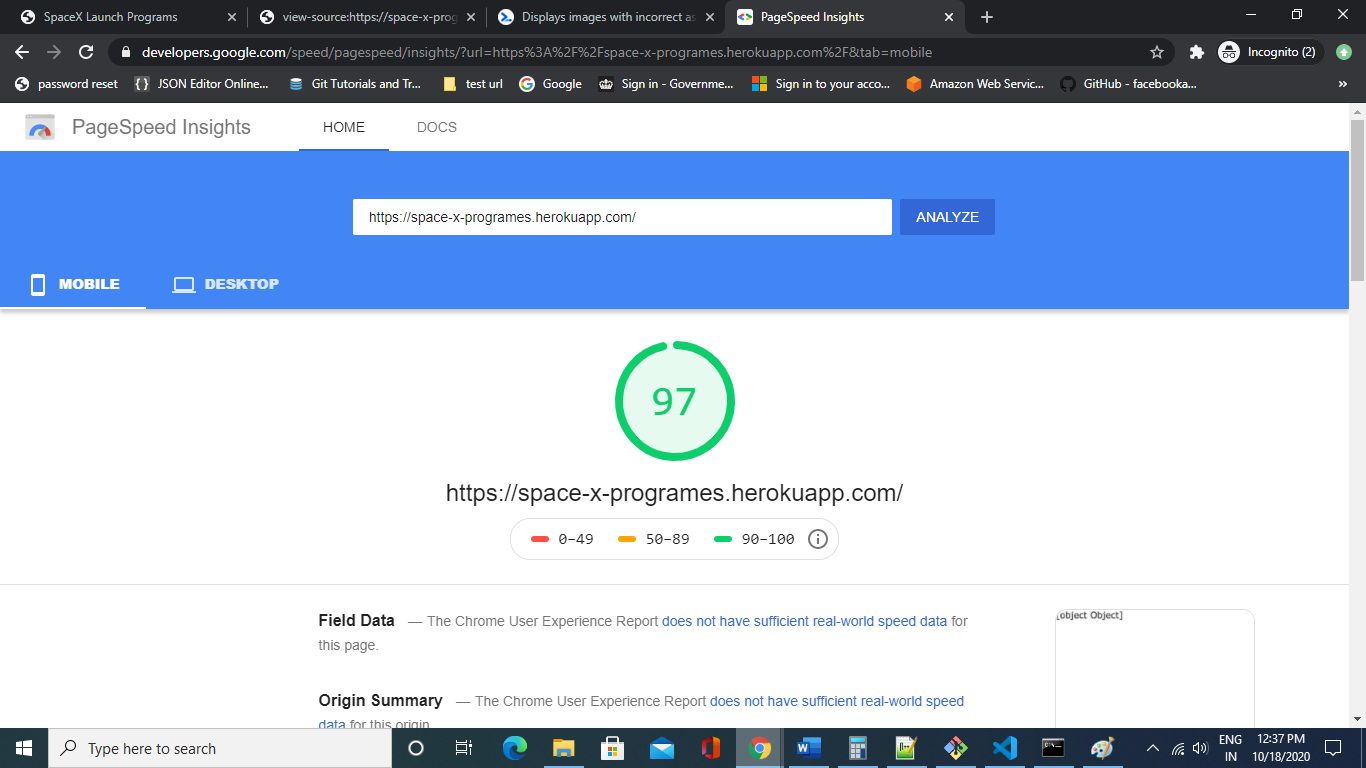 SpaceX Launch Programs
view-source:https://space-x-prog
Displays images with incorrect as
PageSpeed Insights
developers.google.com/speed/pagespeed/insights/?url=https%3A%2F%2Fspace-x-programes.herokuapp.com%2F&tab=mobile
Incognito (2)
password reset
JSON Editor Online...
Git Tutorials and Tr...
test url
Google
Sign in - Governme...
Sign in to your acco...
Amazon Web Servic...
GitHub - facebooka...
»
PageSpeed Insights
HOME
DOCS
https://space-x-programes.herokuapp.com/
ANALYZE
MOBILE
DESKTOP
97
https://space-x-programes.herokuapp.com/
0–49
50–89
90–100
Field Data — The Chrome User Experience Report does not have sufficient real-world speed data for
this page.
[object Object]
Origin Summary — The Chrome User Experience Report does not have sufficient real-world speed
data for this origin
Type here to search
ENG
IN
12:37 PM
10/18/2020